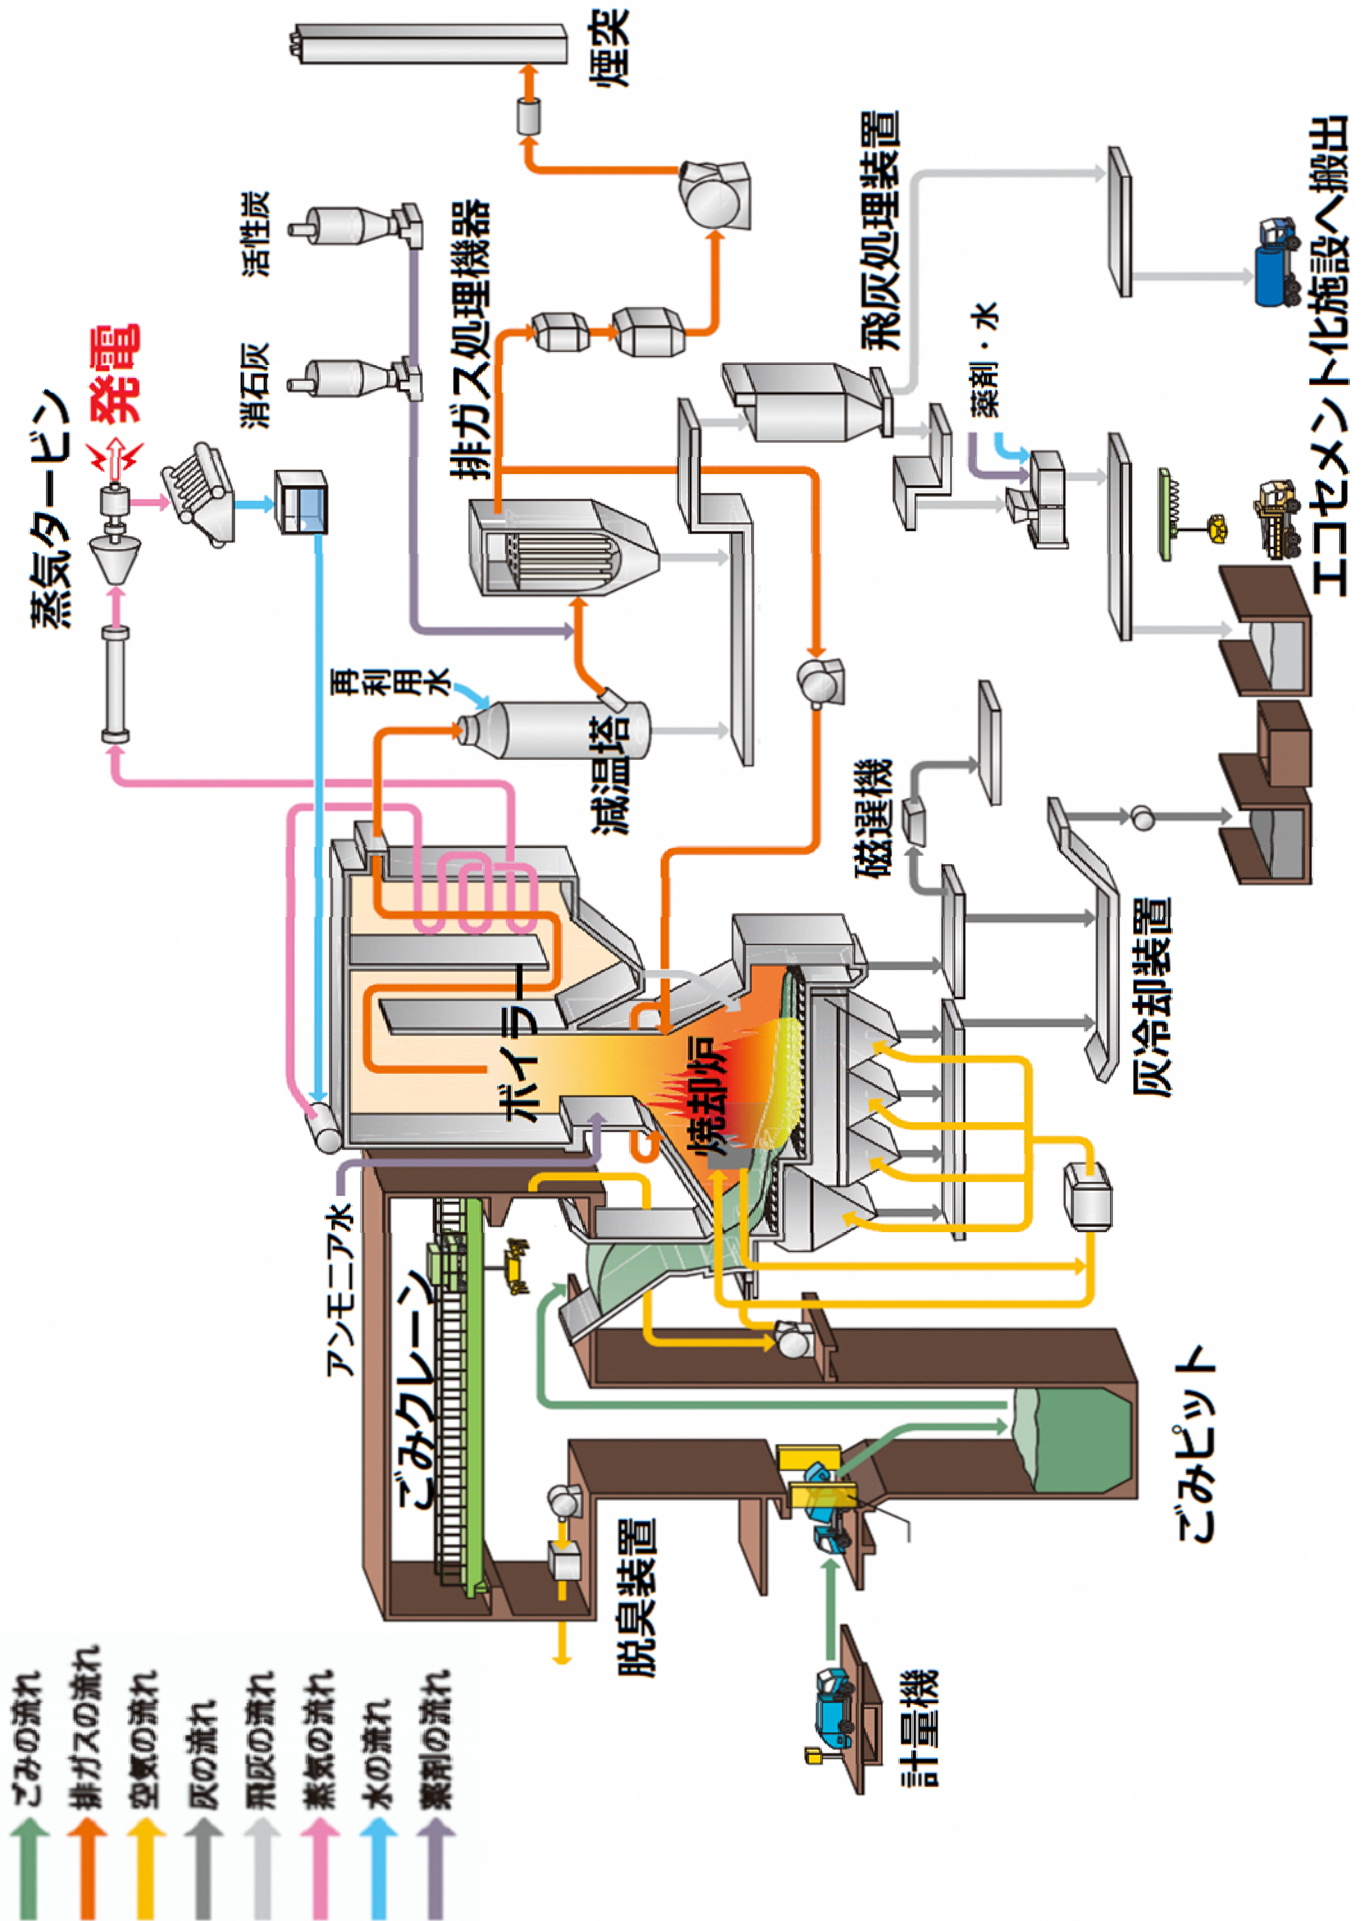 ごみの流れ
排ガスの流れ
空気の流れ
灰の流れ
飛灰の流れ
蒸気の流れ
水の流れ
薬剤の流れ
計量機
脱臭装置
ごみピット
ごみクレーン
アンモニア水
ボイラー
焼却炉
灰冷却装置
磁選機
減温塔
再利用水
蒸気タービン
発電
消石灰
活性炭
排ガス処理機器
飛灰処理装置
薬剤・水
煙突
エコセメント化施設へ搬出